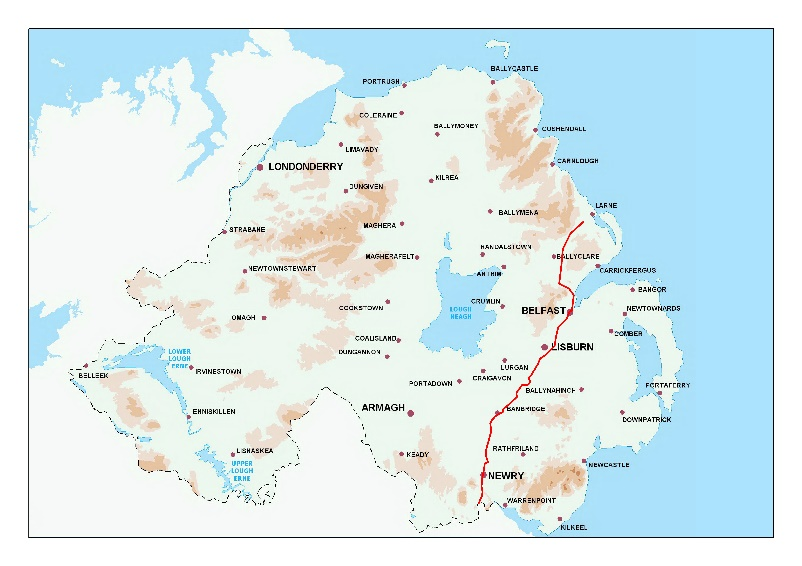 BALLYCASTLE
PORTRUSH
COLERAINE
BALLYMONEY
CUSHENDALL
LIMAVADY
CARNLOUGH
LONDONDERRY
KILREA
DUNGIVEN
LARNE
BALLYMENA
MAGHERA
STRABANE
RANDALSTOWN
MAGHERAFELT
BALLYCLARE
NEWTOWNSTEWART
ANTRIM
CARRICKFERGUS
BANGOR
CRUMLIN
COOKSTOWN
LOUGH
NEAGH
BELFAST
NEWTOWNARDS
OMAGH
COMBER
COALISLAND
LISBURN
DUNGANNON
LOWER
LOUGH
ERNE
LURGAN
IRVINESTOWN
BELLEEK
CRAIGAVON
PORTADOWN
PORTAFERRY
BALLYNAHINCH
ENNISKILLEN
ARMAGH
BANBRIDGE
DOWNPATRICK
RATHFRILAND
LISNASKEA
KEADY
NEWCASTLE
UPPER
LOUGH
ERNE
NEWRY
WARRENPOINT
KILKEEL